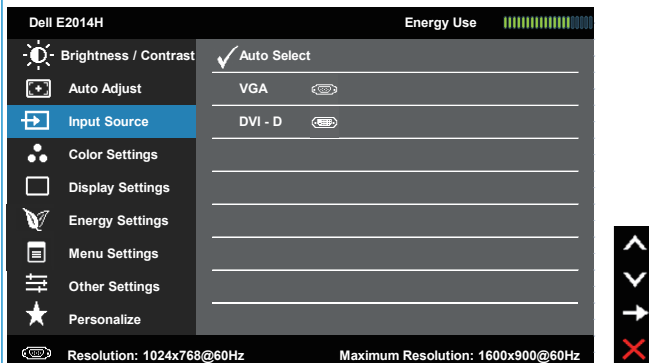 Dell E2014H Energy Use
Brightness / Contrast Auto Select
Auto Adjust VGA
Input Source DVI - D
Color Settings
Display Settings
Energy Settings
Menu Settings
Other Settings
Personalize
Resolution: 1024x768@60Hz Maximum Resolution: 1600x900@60Hz